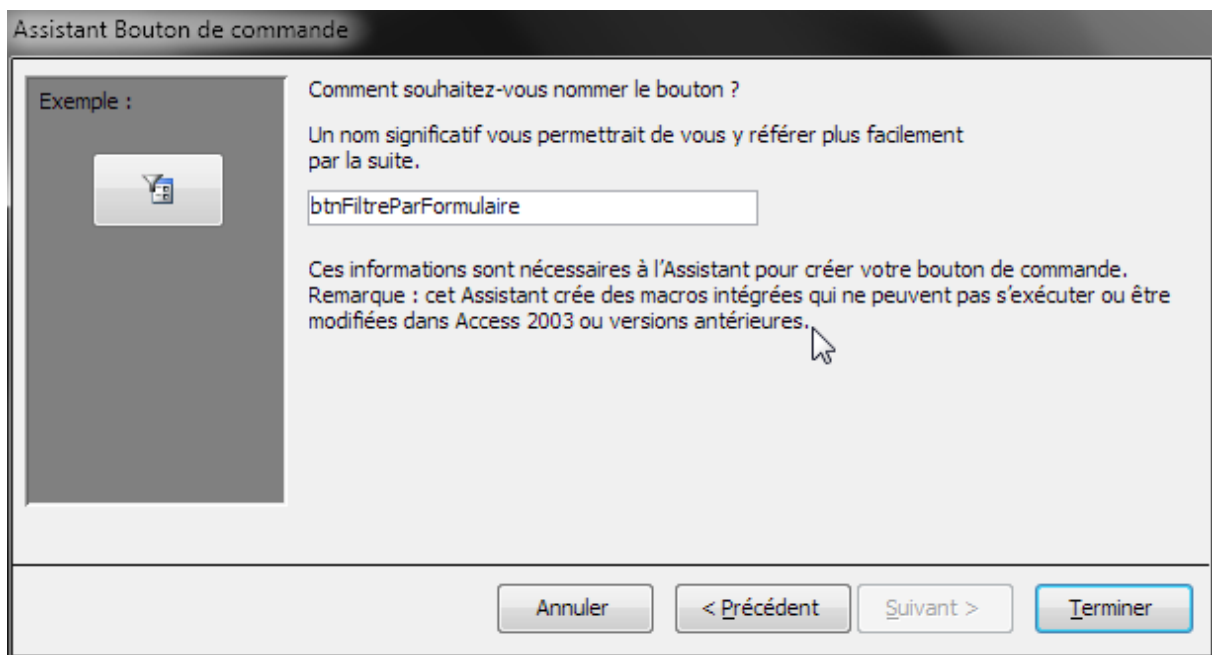 Assistant Bouton de commande
Exemple :
Comment souhaitez-vous nommer le bouton ?
Un nom significatif vous permettrait de vous y référer plus facilement
par la suite.
btnFiltreParFormulaire
Ces informations sont nécessaires à l'Assistant pour créer votre bouton de commande.
Remarque : cet Assistant crée des macros intégrées qui ne peuvent pas s'exécuter ou être
modifiées dans Access 2003 ou versions antérieures.
Annuler
< Précédent
Suivant >
Terminer